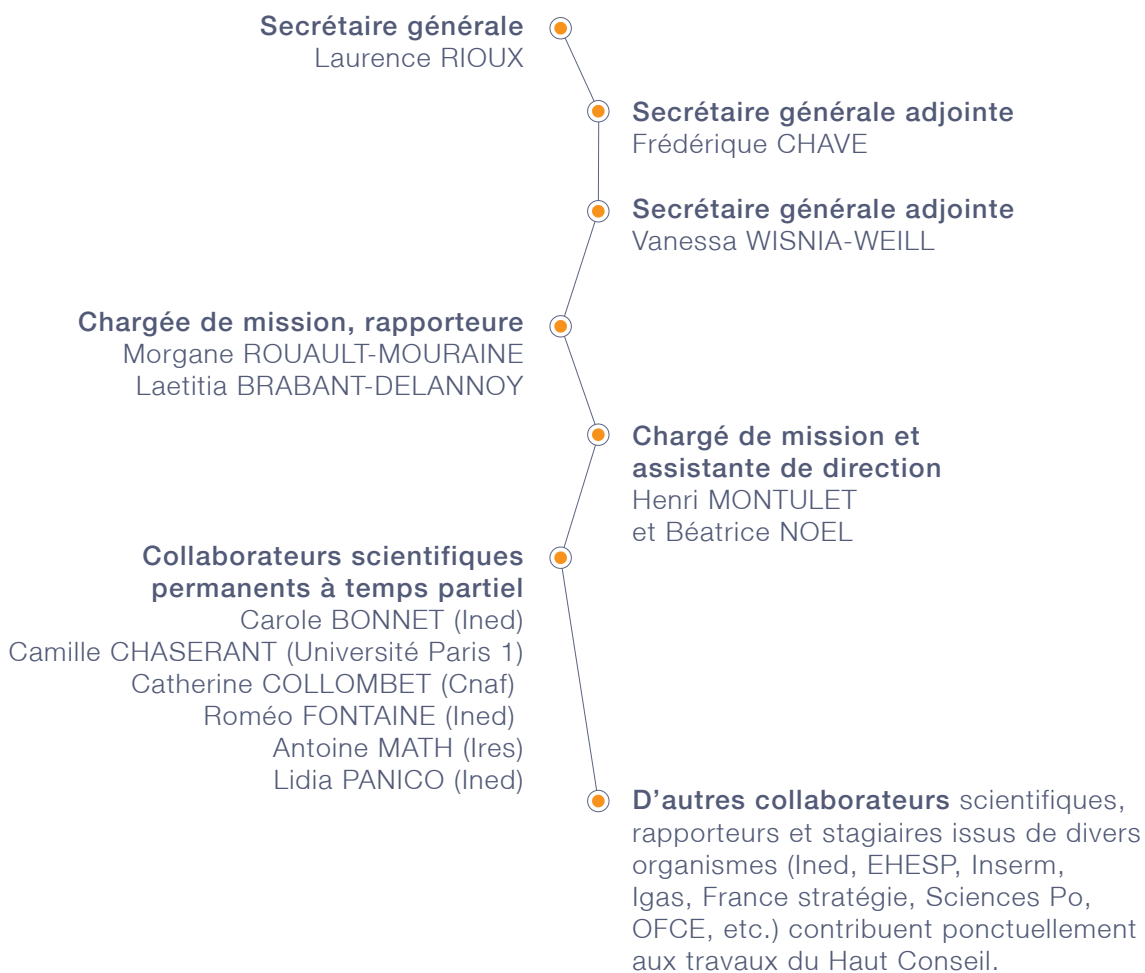 Secrétaire générale
Laurence RIOUX
Secrétaire générale adjointe
Frédérique CHAVE
Secrétaire générale adjointe
Vanessa WISNIA-WEILL
Chargée de mission, rapporteure
Morgane ROUAULT-MOURAINE
Laetitia BRABANT-DELANNOY
Chargé de mission et
assistante de direction
Henri MONTULET
et Béatrice NOEL
Collaborateurs scientifiques
permanents à temps partiel
Carole BONNET (Ined)
Camille CHASERANT (Université Paris 1)
Catherine COLLOMBET (Cnaf)
Roméo FONTAINE (Ined)
Antoine MATH (Ires)
Lidia PANICO (Ined)
D’autres collaborateurs scientifiques,
rapporteurs et stagiaires issus de divers
organismes (Ined, EHESP, Inserm,
Igas, France stratégie, Sciences Po,
OFCE, etc.) contribuent ponctuellement
aux travaux du Haut Conseil.